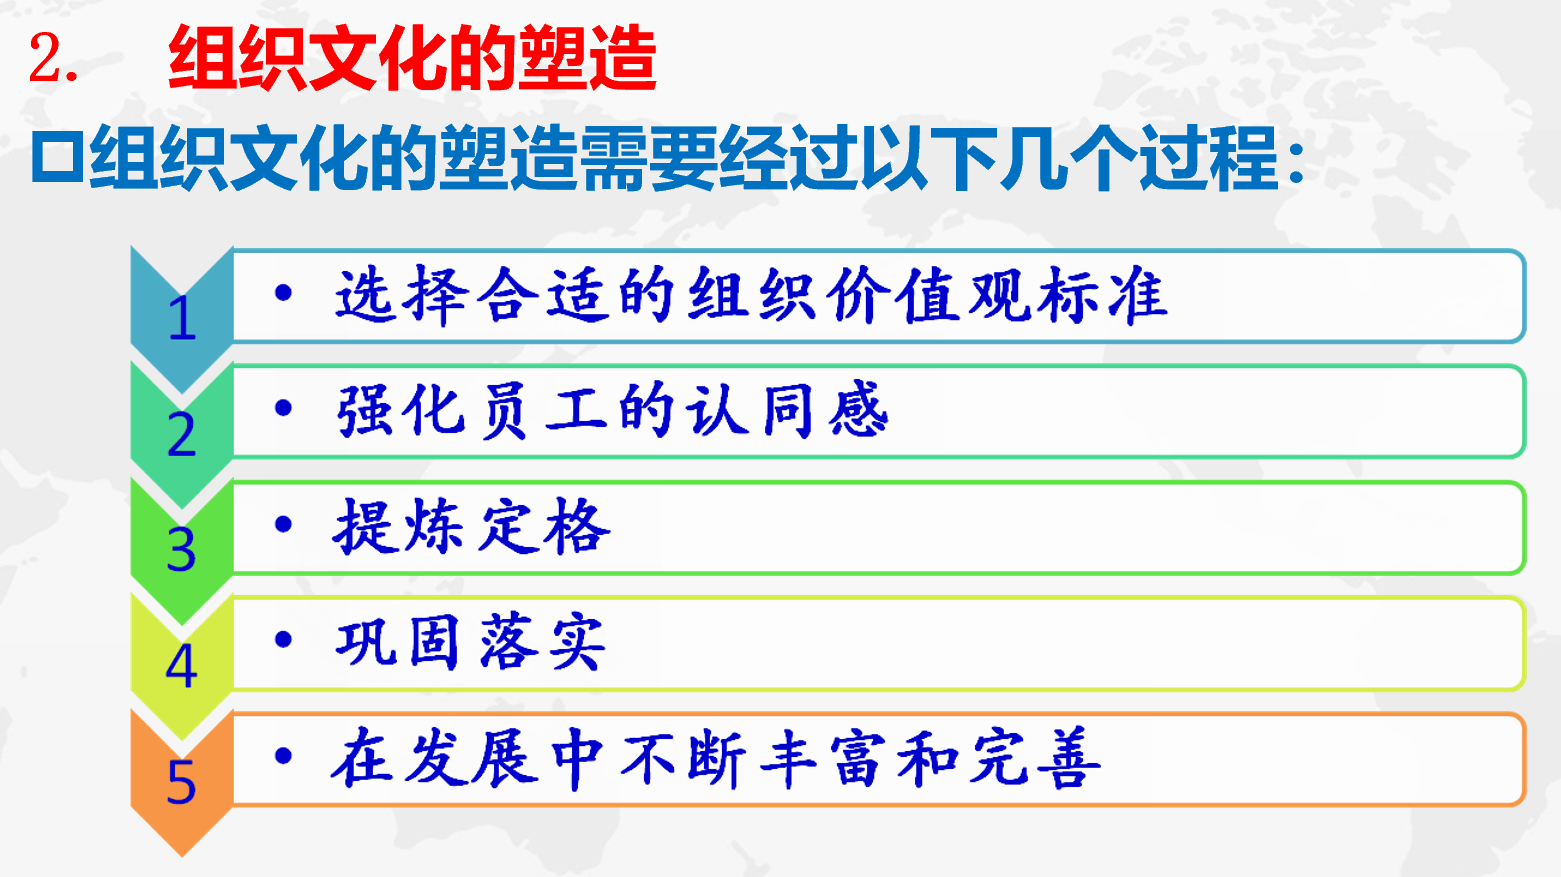 2. 组织文化的塑造
组织文化的塑造需要经过以下几个过程：
1 • 选择合适的组织价值观标准
2 • 强化员工的认同感
3 • 提炼定格
4 • 巩固落实
5 • 在发展中不断丰富和完善